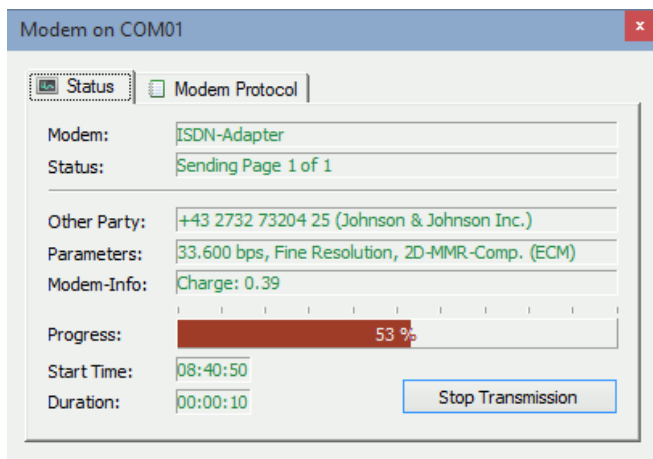 Modem on COM01
x
Status Modem Protocol
Modem: ISDN-Adapter
Status: Sending Page 1 of 1
Other Party: +43 2732 73204 25 (Johnson & Johnson Inc.)
Parameters: 33.600 bps, Fine Resolution, 2D-MMR-Comp. (ECM)
Modem-Info: Charge: 0.39
Progress: 53 %
Start Time: 08:40:50
Duration: 00:00:10 Stop Transmission